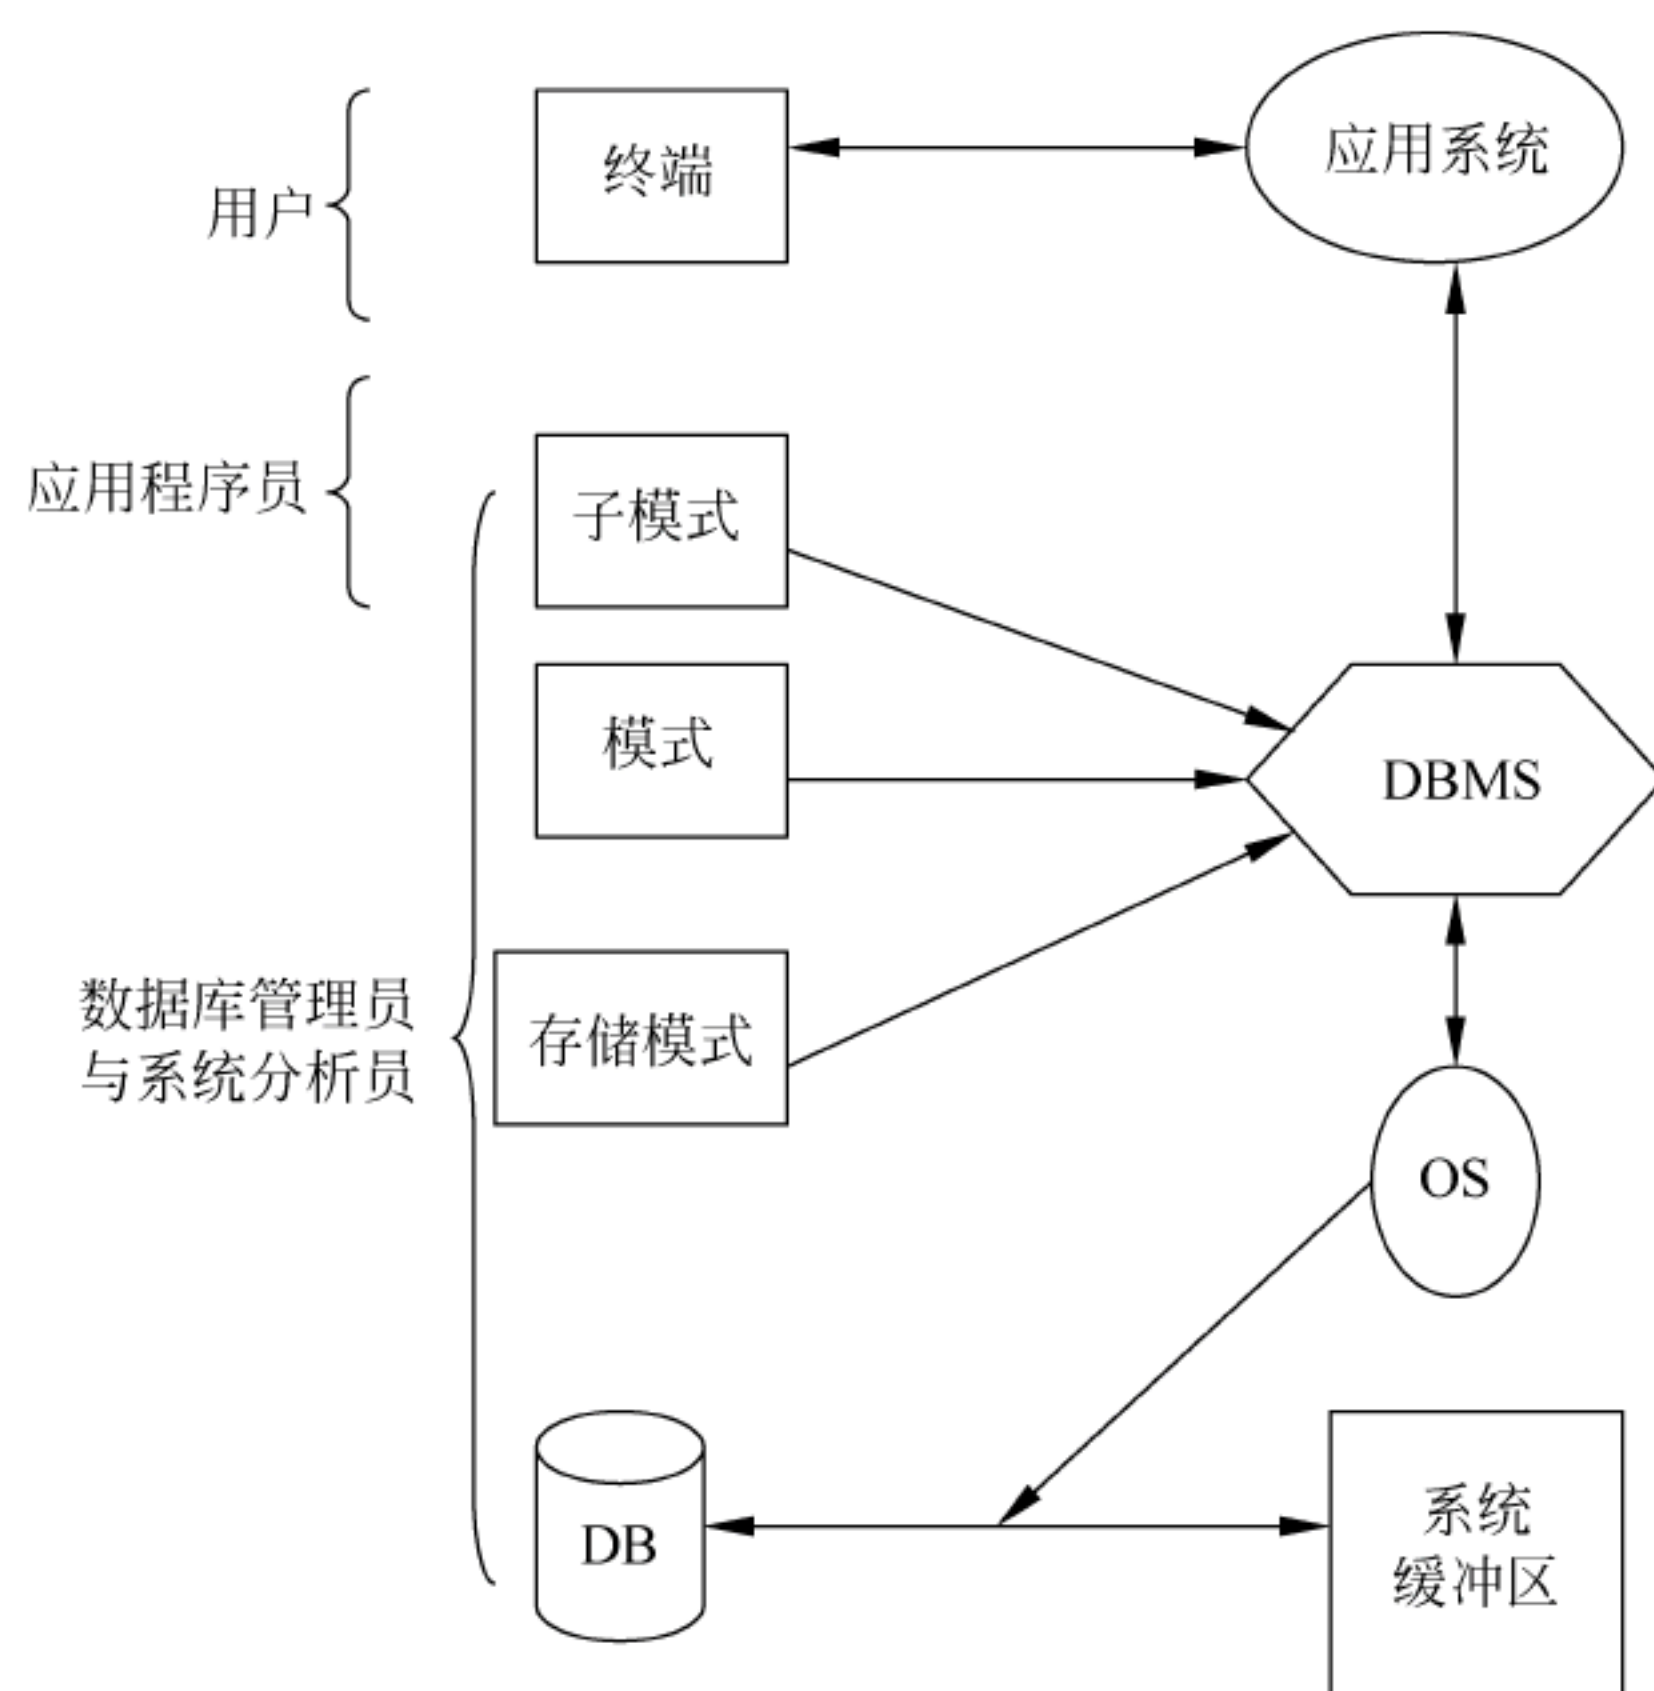 终端
应用系统
用户
应用程序员
子模式
模式
DBMS
数据库管理员
与系统分析员
存储模式
OS
DB
系统
缓冲区